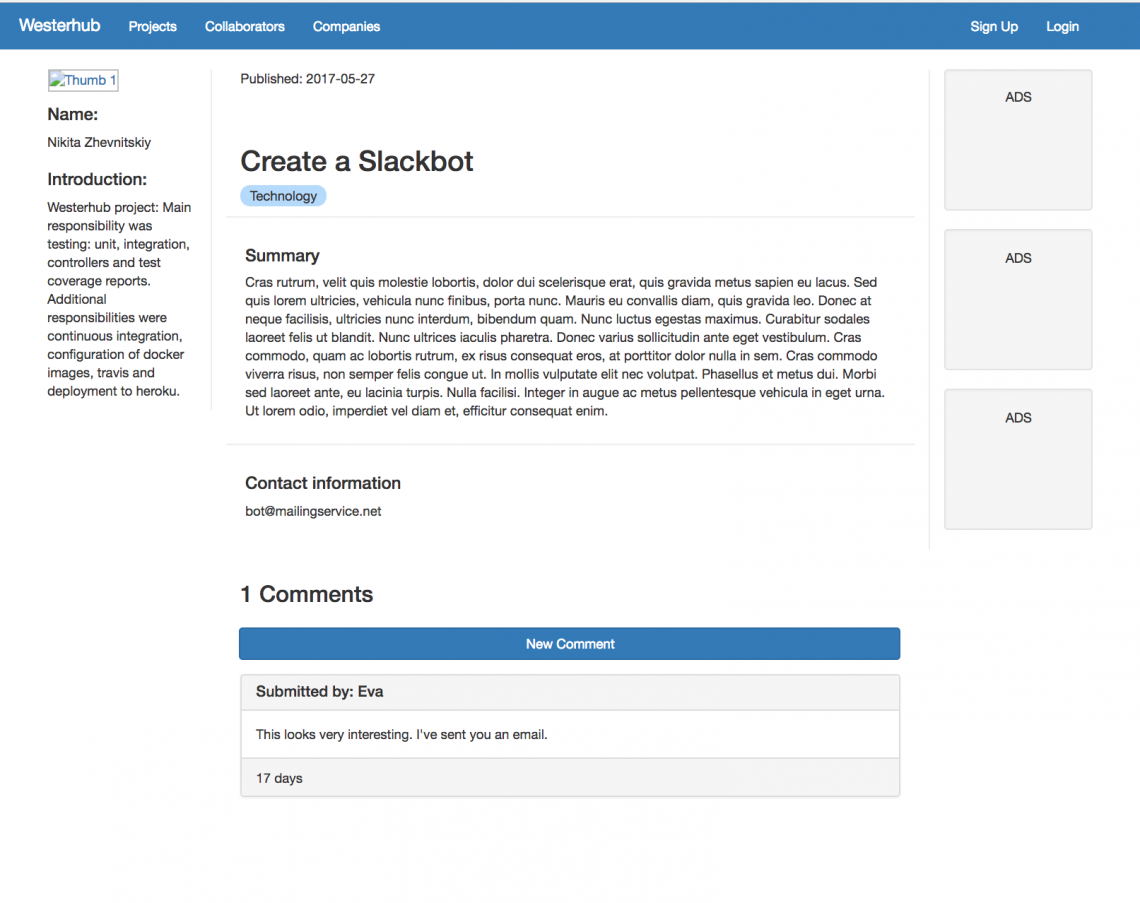 Westerhub Projects Collaborators Companies Sign Up Login
Thumb 1
Name:
Nikita Zhevnitskiy
Introduction:
Westerhub project: Main
responsibility was
testing: unit, integration,
controllers and test
coverage reports.
Additional
responsibilities were
continuous integration,
configuration of docker
images, travis and
deployment to heroku.
Published: 2017-05-27
Create a Slackbot
Technology
Summary
Cras rutrum, velit quis molestie lobortis, dolor dui scelerisque erat, quis gravida metus sapien eu lacus. Sed
quis lorem ultricies, vehicula nunc finibus, porta nunc. Mauris eu convallis diam, quis gravida leo. Donec at
neque facilisis, ultricies nunc interdum, bibendum quam. Nunc luctus egestas maximus. Curabitur sodales
laoreet felis ut blandit. Nunc ultrices iaculis pharetra. Donec varius sollicitudin ante eget vestibulum. Cras
commodo, quam ac lobortis rutrum, ex risus consequat eros, at porttitor dolor nulla in sem. Cras commodo
viverra risus, non semper felis congue ut. In mollis vulputate elit nec volutpat. Phasellus et metus dui. Morbi
sed laoreet ante, eu lacinia turpis. Nulla facilisi. Integer in augue ac metus pellentesque vehicula in eget urna.
Ut lorem odio, imperdiet vel diam et, efficitur consequat enim.
Contact information
bot@mailingservice.net
1 Comments
New Comment
Submitted by: Eva
This looks very interesting. I've sent you an email.
17 days
ADS
ADS
ADS